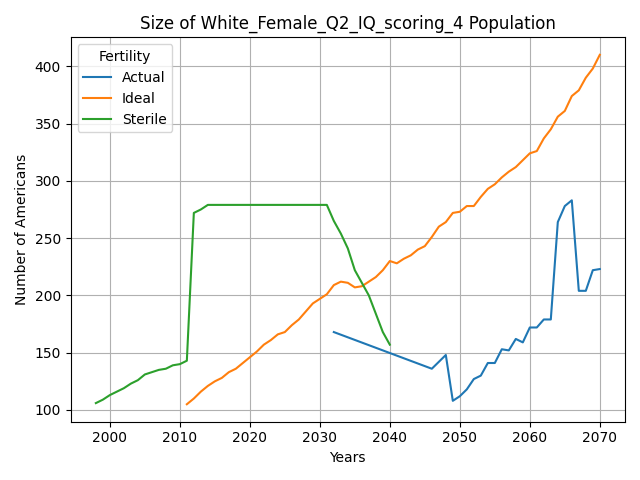 Size of White_Female_Q2_IQ_scoring_4 Population
Fertility
Actual
Ideal
Sterile
Number of Americans
400
350
300
250
200
150
100
2000 2010 2020 2030 2040 2050 2060 2070
Years